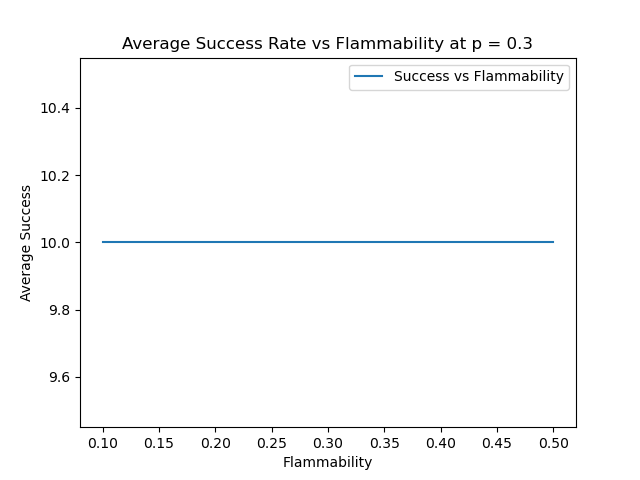 Average Success Rate vs Flammability at p = 0.3
Success vs Flammability
10.4
10.2
10.0
9.8
9.6
Average Success
0.10 0.15 0.20 0.25 0.30 0.35 0.40 0.45 0.50
Flammability